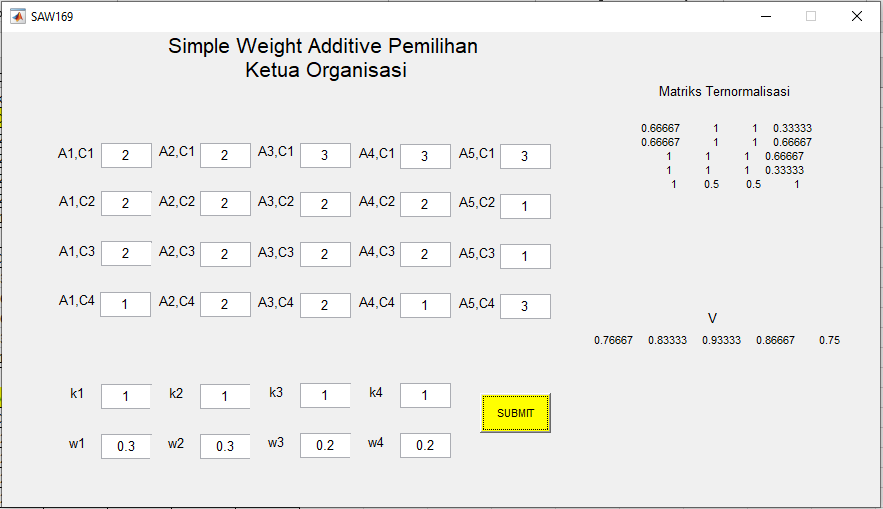 SAW169
Simple Weight Additive Pemilihan
Ketua Organisasi
Matriks Ternormalisasi
0.66667 1 1 0.33333
0.66667 1 1 0.66667
1 1 1 0.66667
1 1 1 0.33333
1 0.5 0.5 1
A1,C1 2 A2,C1 2 A3,C1 3 A4,C1 3 A5,C1 3
A1,C2 2 A2,C2 2 A3,C2 2 A4,C2 2 A5,C2 1
A1,C3 2 A2,C3 2 A3,C3 2 A4,C3 2 A5,C3 1
A1,C4 1 A2,C4 2 A3,C4 2 A4,C4 1 A5,C4 3
V
0.76667 0.83333 0.93333 0.86667 0.75
k1 1 k2 1 k3 1 k4 1
SUBMIT
w1 0.3 w2 0.3 w3 0.2 w4 0.2